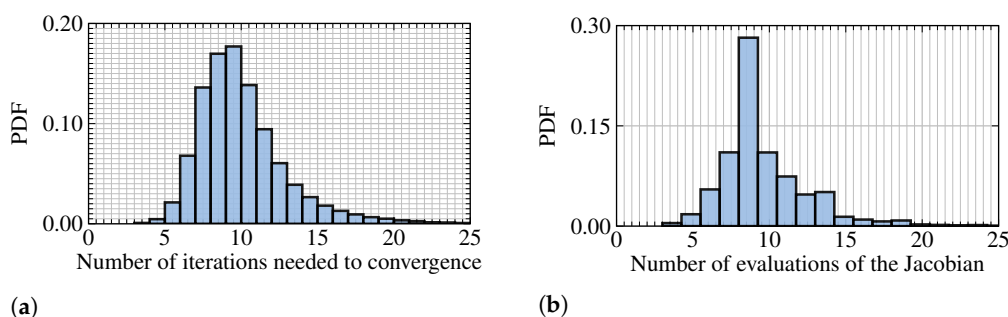 0.20
0.10
0.00
PDF
0 5 10 15 20 25
Number of iterations needed to convergence
(a)
0.30
0.15
0.00
PDF
0 5 10 15 20 25
Number of evaluations of the Jacobian
(b)